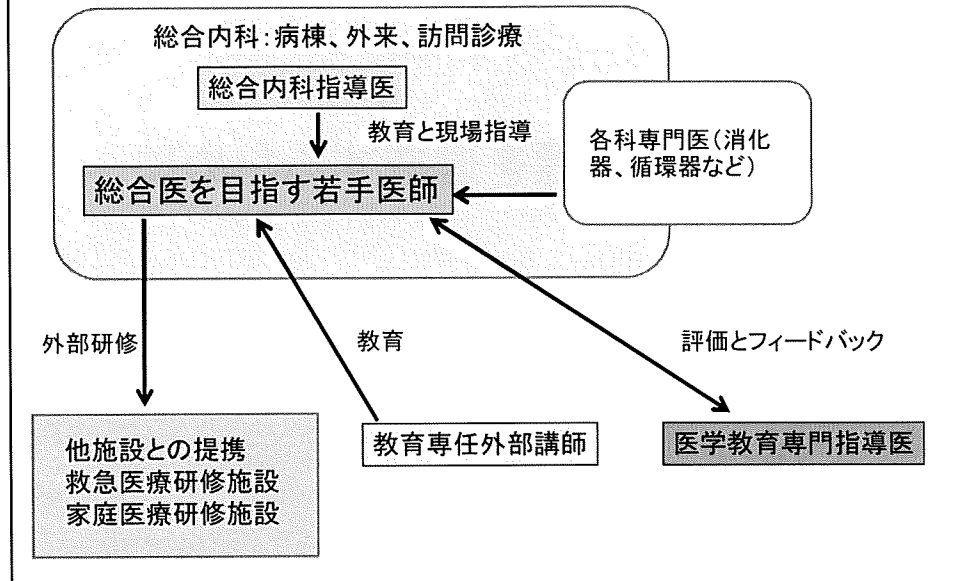 総合内科：病棟、外来、訪問診療
総合内科指導医
教育と現場指導
各科専門医（消化
器、循環器など）
総合医を目指す若手医師
外部研修
教育
評価とフィードバック
他施設との提携
救急医療研修施設
家庭医療研修施設
教育専任外部講師
医学教育専門指導医